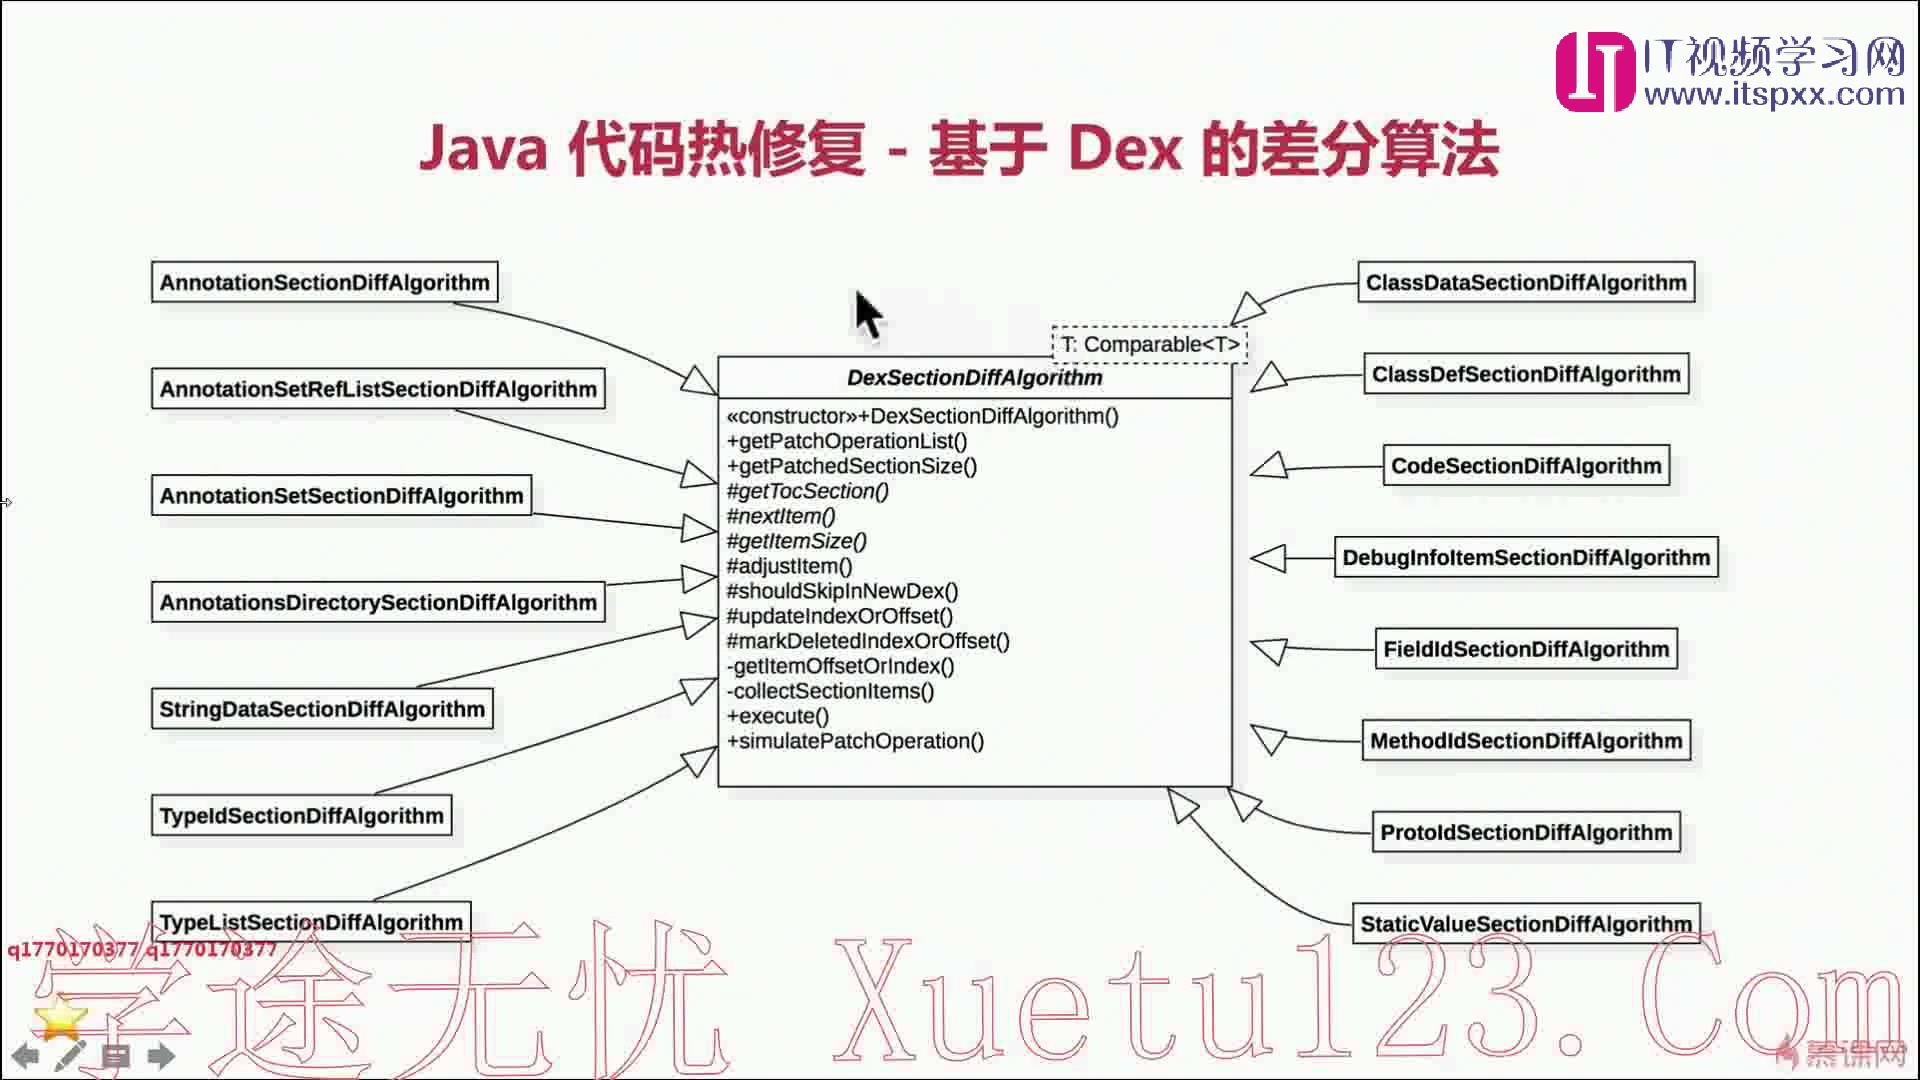 IT视频学习网
www.itspxx.com
Java 代码热修复 - 基于 Dex 的差分算法
AnnotationSectionDiffAlgorithm
AnnotationSetRefListSectionDiffAlgorithm
AnnotationSetSectionDiffAlgorithm
AnnotationsDirectorySectionDiffAlgorithm
StringDataSectionDiffAlgorithm
TypeIdSectionDiffAlgorithm
TypeListSectionDiffAlgorithm
T: Comparable<T>
DexSectionDiffAlgorithm
«constructor»+DexSectionDiffAlgorithm()
+getPatchOperationList()
+getPatchedSectionSize()
#getTocSection()
#nextItem()
#getItemSize()
#adjustItem()
#shouldSkipInNewDex()
#updateIndexOrOffset()
#markDeletedIndexOrOffset()
-getItemOffsetOrIndex()
-collectSectionItems()
+execute()
+simulatePatchOperation()
ClassDataSectionDiffAlgorithm
ClassDefSectionDiffAlgorithm
CodeSectionDiffAlgorithm
DebugInfoItemSectionDiffAlgorithm
FieldIdSectionDiffAlgorithm
MethodIdSectionDiffAlgorithm
ProtoIdSectionDiffAlgorithm
StaticValueSectionDiffAlgorithm
q1770170377 q1770170377
学途无忧 Xuetu123.Com
慕课网